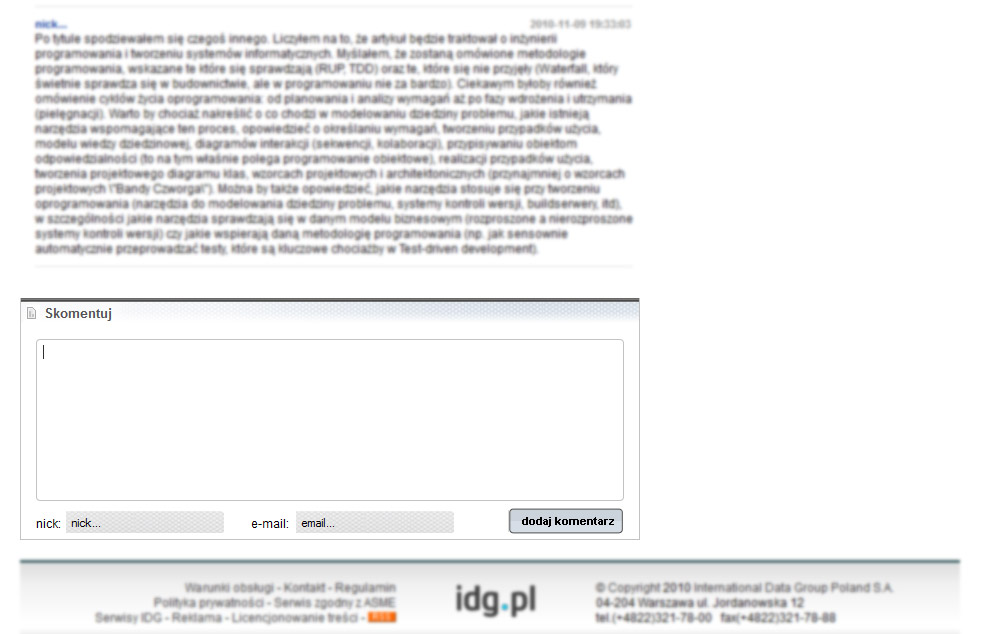 nick...
2010-11-09 19:33:03
Po tytule spodziewałem się czegoś innego. Liczyłem na to, że artykuł będzie traktował o inżynierii
programowania i tworzeniu systemów informatycznych. Myślałem, że zostaną omówione metodologie
programowania, wskazane te które się sprawdzają (RUP, TDD) oraz te, które się nie przyjęły (Waterfall, który
świetnie sprawdza się w budownictwie, ale w programowaniu nie za bardzo). Ciekawym byłoby również
omówienie cyklów życia oprogramowania: od planowania i analizy wymagań aż po fazy wdrożenia i utrzymania
(pielęgnacji). Warto by chociaż nakreślić o co chodzi w modelowaniu dziedziny problemu, jakie istnieją
narzędzia wspomagające ten proces, opowiedzieć o określaniu wymagań, tworzeniu przypadków użycia,
modelu wiedzy dziedzinowej, diagramów interakcji (sekwencji, kolaboracji), przypisywaniu obiektom
odpowiedzialności (to na tym właśnie polega programowanie obiektowe), realizacji przypadków użycia,
tworzenia projektowego diagramu klas, wzorcach projektowych i architektonicznych (przynajmniej o wzorcach
projektowych \"Bandy Czworga\"). Można by także opowiedzieć, jakie narzędzia stosuje się przy tworzeniu
oprogramowania (narzędzia do modelowania dziedziny problemu, systemy kontroli wersji, buildserwery, itd),
w szczególności jakie narzędzia sprawdzają się w danym modelu biznesowym (rozproszone a nierozproszone
systemy kontroli wersji) czy jakie wspierają daną metodologię programowania (np. jak sensownie
automatycznie przeprowadzać testy, które są kluczowe chociażby w Test-driven development).
Skomentuj
nick: nick... e-mail: email... dodaj komentarz
Warunki obsługi - Kontakt - Regulamin
Polityka prywatności - Serwis zgodny z ASME
Serwisy IDG - Reklama - Licencjonowanie treści - RSS
idg.pl
© Copyright 2010 International Data Group Poland S.A.
04-204 Warszawa ul. Jordanowska 12
tel.(+4822)321-78-00 fax(+4822)321-78-88